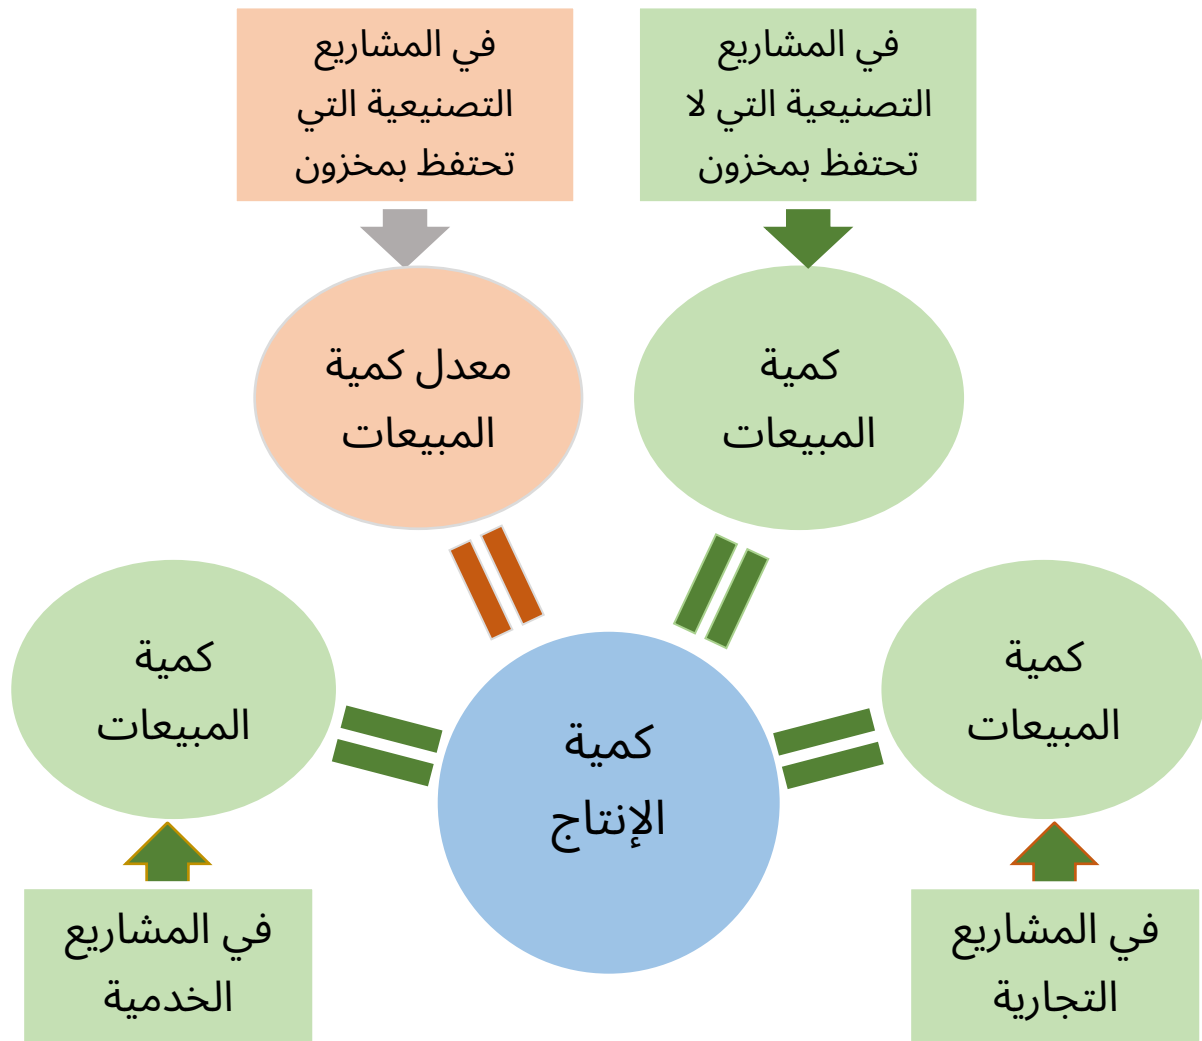 في المشاريع
التصنيعية التي لا
تحتفظ بمخزون
في المشاريع
التصنيعية التي
تحتفظ بمخزون
كمية
المبيعات
معدل كمية
المبيعات
كمية
المبيعات
كمية
المبيعات
كمية
الإنتاج
في المشاريع
التجارية
في المشاريع
الخدمية